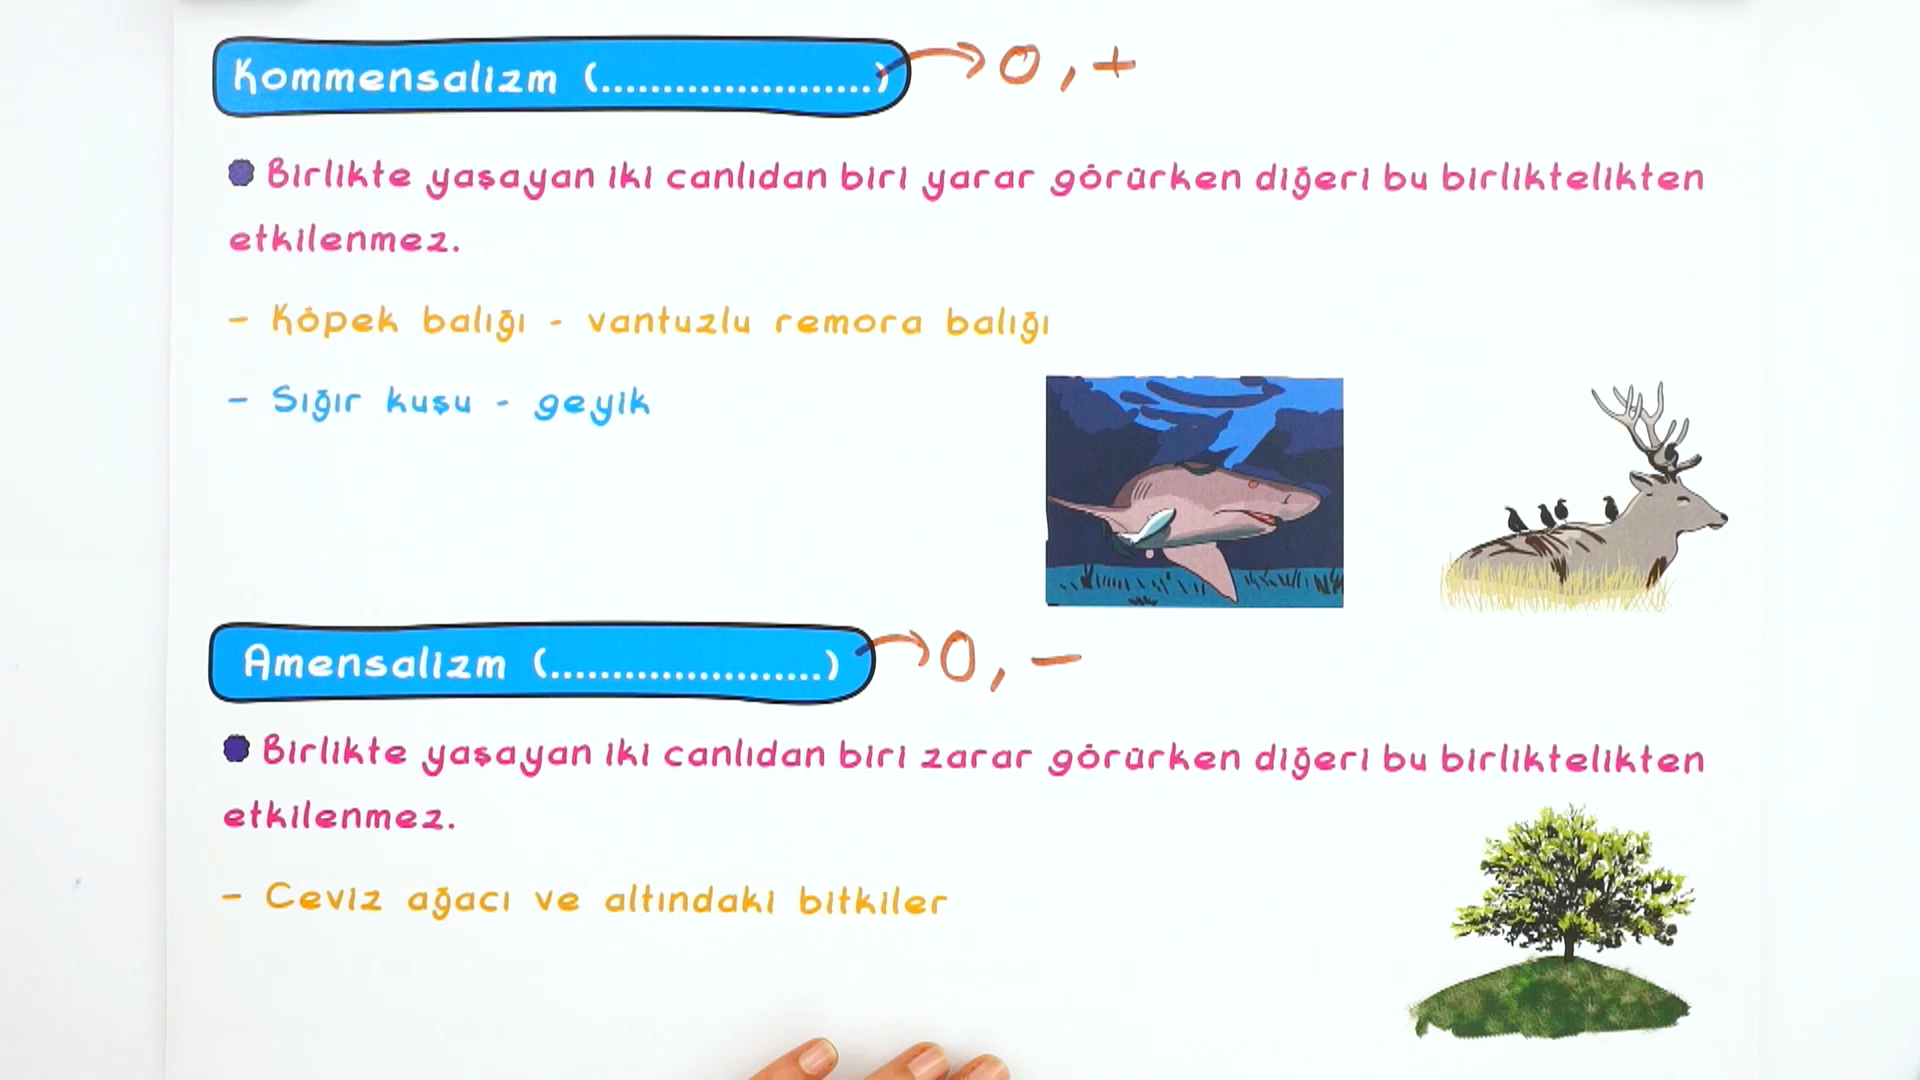 Kommensalizm (.......................) → 0, +
Birlikte yaşayan iki canlıdan biri yarar görürken diğeri bu birliktelikten
etkilenmez.
- Köpek balığı - vantuzlu remora balığı
- Sığır kuşu - geyik
Amensalizm (.......................) → 0, -
Birlikte yaşayan iki canlıdan biri zarar görürken diğeri bu birliktelikten
etkilenmez.
- Ceviz ağacı ve altındaki bitkiler